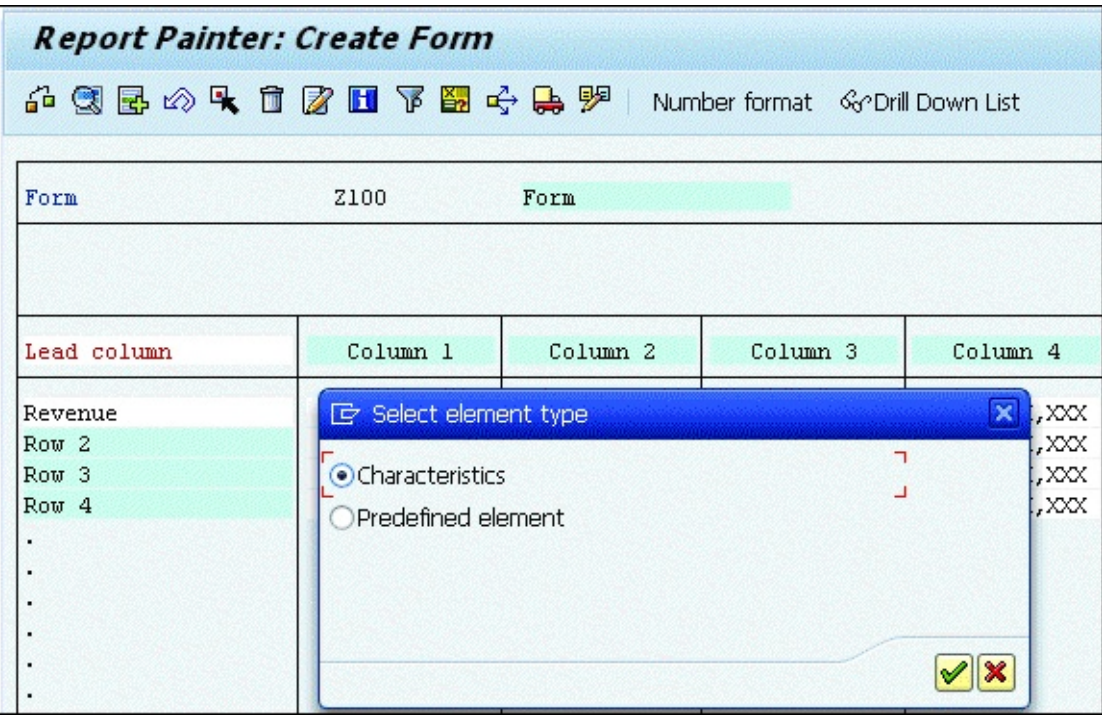 Report Painter: Create Form
Number format Drill Down List
Form Z100 Form
Lead column Column 1 Column 2 Column 3 Column 4
Revenue ,XXX
Row 2 ,XXX
Row 3 ,XXX
Row 4 ,XXX
Select element type
Characteristics
Predefined element